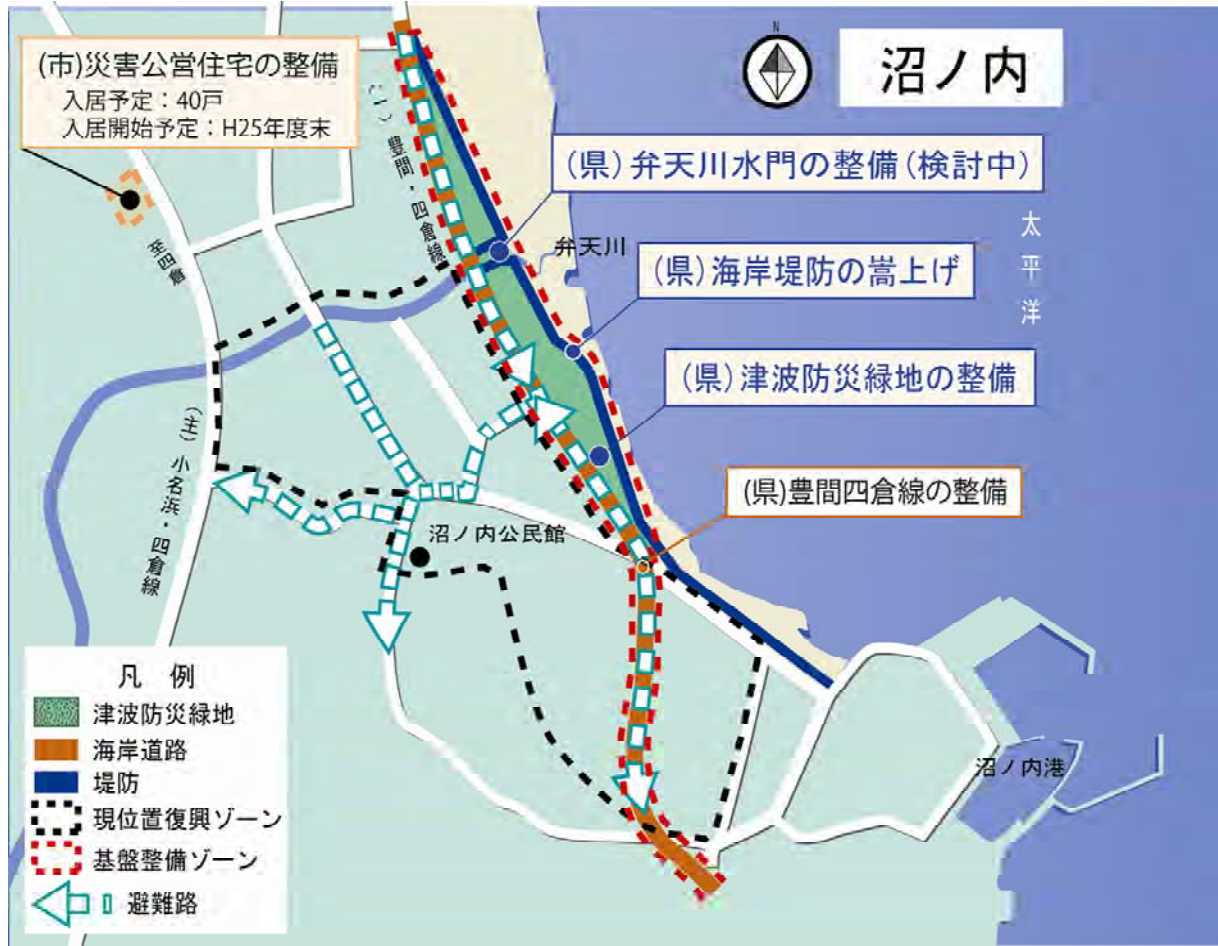 (市)災害公営住宅の整備
入居予定：40戸
入居開始予定：H25年度末
N
沼ノ内
(一)豊間・四倉線
(県)弁天川水門の整備(検討中)
太平洋
弁天川
至四倉
(県)海岸堤防の嵩上げ
(県)津波防災緑地の整備
(主)小名浜・四倉線
(県)豊間四倉線の整備
沼ノ内公民館
沼ノ内港
凡 例
津波防災緑地
海岸道路
堤防
現位置復興ゾーン
基盤整備ゾーン
避難路